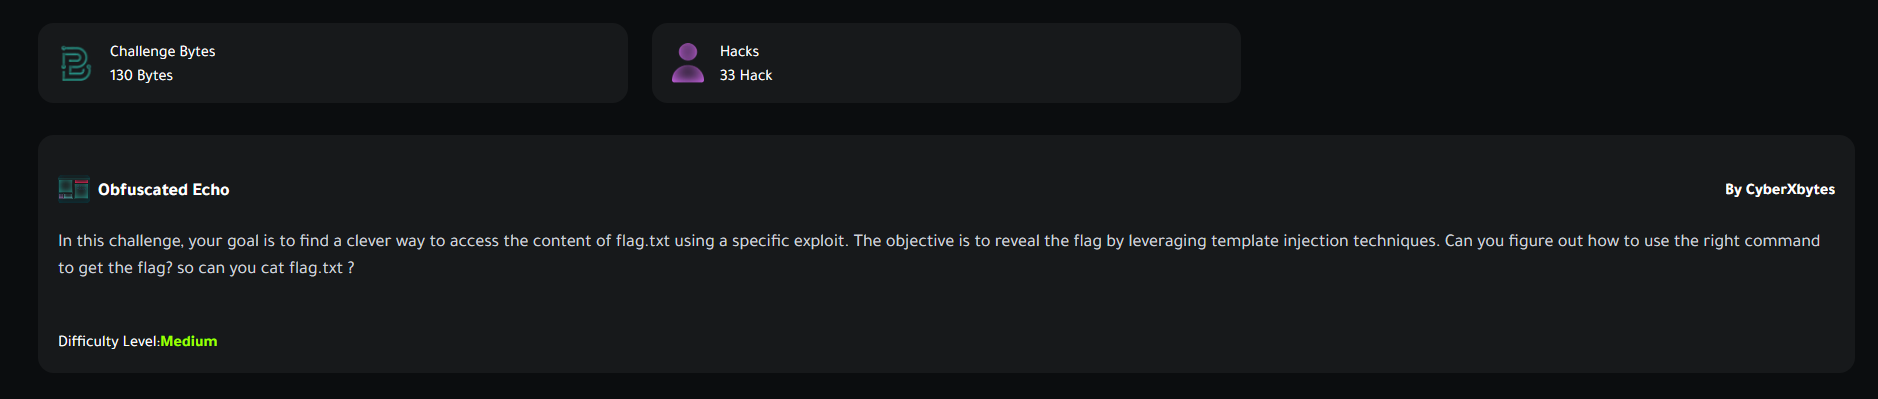 Challenge Bytes
130 Bytes
Hacks
33 Hack
Obfuscated Echo
By CyberXbytes
In this challenge, your goal is to find a clever way to access the content of flag.txt using a specific exploit. The objective is to reveal the flag by leveraging template injection techniques. Can you figure out how to use the right command
to get the flag? so can you cat flag.txt ?
Difficulty Level:Medium